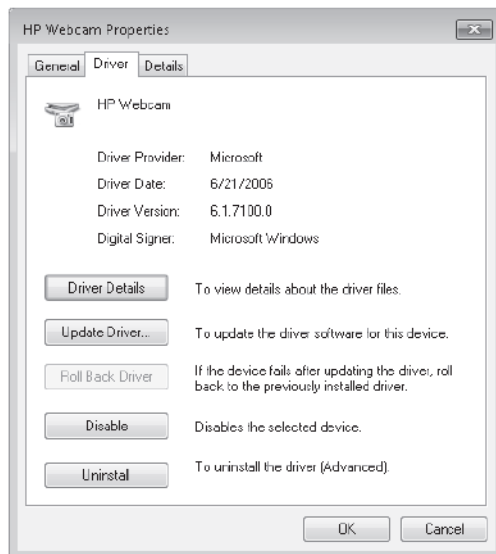 HP Webcam Properties
General Driver Details
HP Webcam
Driver Provider: Microsoft
Driver Date: 6/21/2006
Driver Version: 6.1.7100.0
Digital Signer: Microsoft Windows
Driver Details To view details about the driver files.
Update Driver... To update the driver software for this device.
Roll Back Driver If the device fails after updating the driver, roll
back to the previously installed driver.
Disable Disables the selected device.
Uninstall To uninstall the driver (Advanced).
OK Cancel